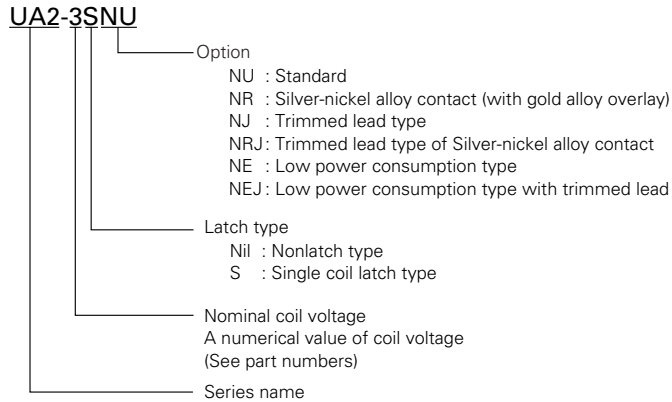 UA2-3SNU
Option
NU : Standard
NR : Silver-nickel alloy contact (with gold alloy overlay)
NJ : Trimmed lead type
NRJ : Trimmed lead type of Silver-nickel alloy contact
NE : Low power consumption type
NEJ : Low power consumption type with trimmed lead
Latch type
Nil : Nonlatch type
S : Single coil latch type
Nominal coil voltage
A numerical value of coil voltage
(See part numbers)
Series name